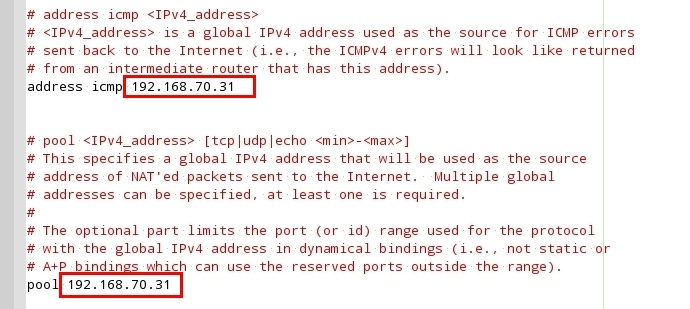 # address icmp <IPv4_address>
# <IPv4_address> is a global IPv4 address used as the source for ICMP errors
# sent back to the Internet (i.e., the ICMPv4 errors will look like returned
# from an intermediate router that has this address).
address icmp 192.168.70.31
# pool <IPv4_address> [tcp|udp|echo <min>-<max>]
# This specifies a global IPv4 address that will be used as the source
# address of NAT'ed packets sent to the Internet.  Multiple global
# addresses can be specified, at least one is required.
#
# The optional part limits the port (or id) range used for the protocol
# with the global IPv4 address in dynamical bindings (i.e., not static or
# A+P bindings which can use the reserved ports outside the range).
pool 192.168.70.31